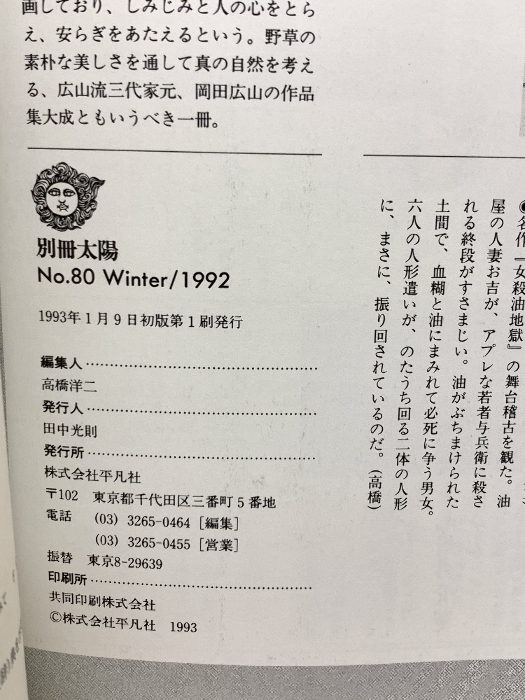 画しており、しみじみと人の心をとら
え、安らぎをあたえるという。野草の
素朴な美しさを通して真の自然を考え
る、広山流三代家元、岡田広山の作品
集大成ともいうべき一冊。
別冊太陽
No.80 Winter/1992
1993年1月9日初版第1刷発行
編集人
高橋洋二
発行人
田中光則
発行所
株式会社平凡社
〒102 東京都千代田区三番町5番地
電話 (03) 3265-0464 [編集]
(03) 3265-0455 [営業]
振替 東京8-29639
印刷所
共同印刷株式会社
©株式会社平凡社 1993
◉名作『女殺油地獄』の舞台稽古を観た。油
屋の人妻お吉が、アプレな若者与兵衛に殺さ
れる終段がすさまじい。油がぶちまけられた
土間で、血糊と油にまみれて必死に争う男女。
六人の人形遣いが、のたうち回る二体の人形
に、まさに、振り回されているのだ。(高橋)